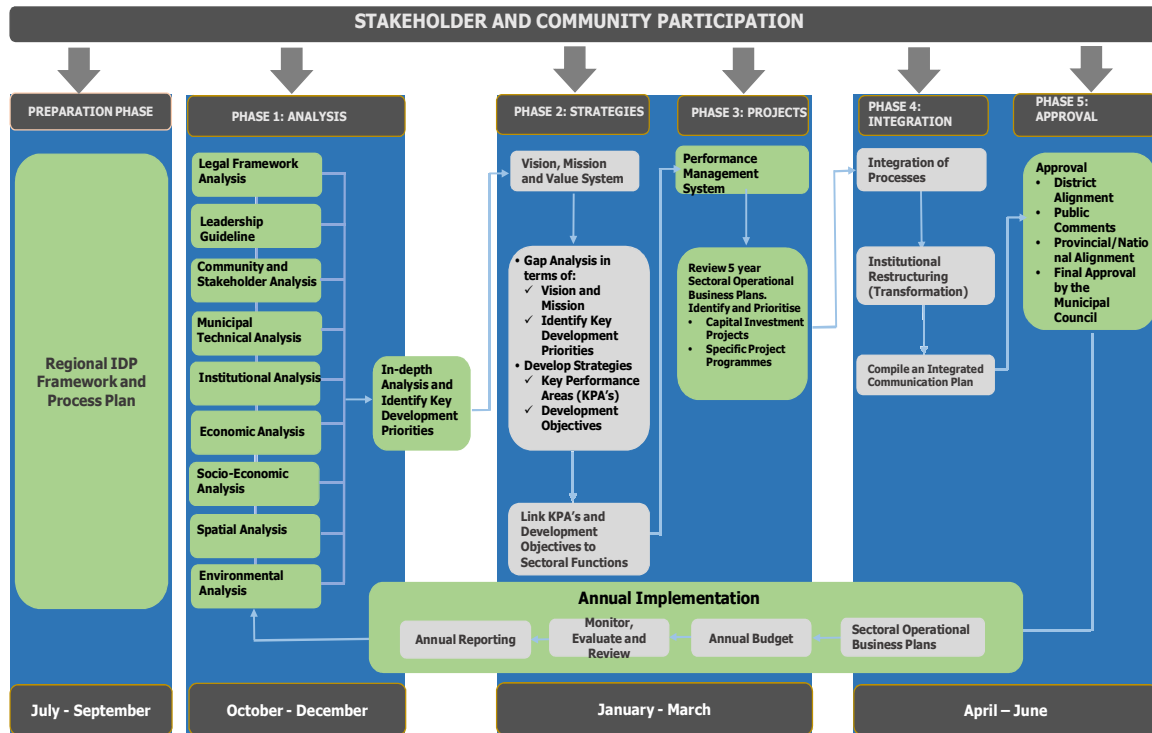 STAKEHOLDER AND COMMUNITY PARTICIPATION
PREPARATION PHASE
Regional IDP
Framework and
Process Plan
July - September
PHASE 1: ANALYSIS
Legal Framework
Analysis
Leadership
Guideline
Community and
Stakeholder Analysis
Municipal
Technical Analysis
Institutional Analysis
Economic Analysis
Socio-Economic
Analysis
Spatial Analysis
Environmental
Analysis
In-depth
Analysis and
Identify Key
Development
Priorities
October - December
PHASE 2: STRATEGIES
Vision, Mission
and Value System
• Gap Analysis in
terms of:
✓ Vision and
Mission
✓ Identify Key
Development
Priorities
• Develop Strategies
✓ Key Performance
Areas (KPA's)
✓ Development
Objectives
Link KPA's and
Development
Objectives to
Sectoral Functions
PHASE 3: PROJECTS
Performance
Management
System
Review 5 year
Sectoral Operational
Business Plans.
Identify and Prioritise
• Capital Investment
Projects
• Specific Project
Programmes
January - March
PHASE 4:
INTEGRATION
Integration of
Processes
Institutional
Restructuring
(Transformation)
Compile an Integrated
Communication Plan
PHASE 5:
APPROVAL
Approval
• District
Alignment
• Public
Comments
• Provincial/Natio
nal Alignment
• Final Approval
by the
Municipal
Council
April – June
Annual Implementation
Annual Reporting
Monitor,
Evaluate and
Review
Annual Budget
Sectoral Operational
Business Plans